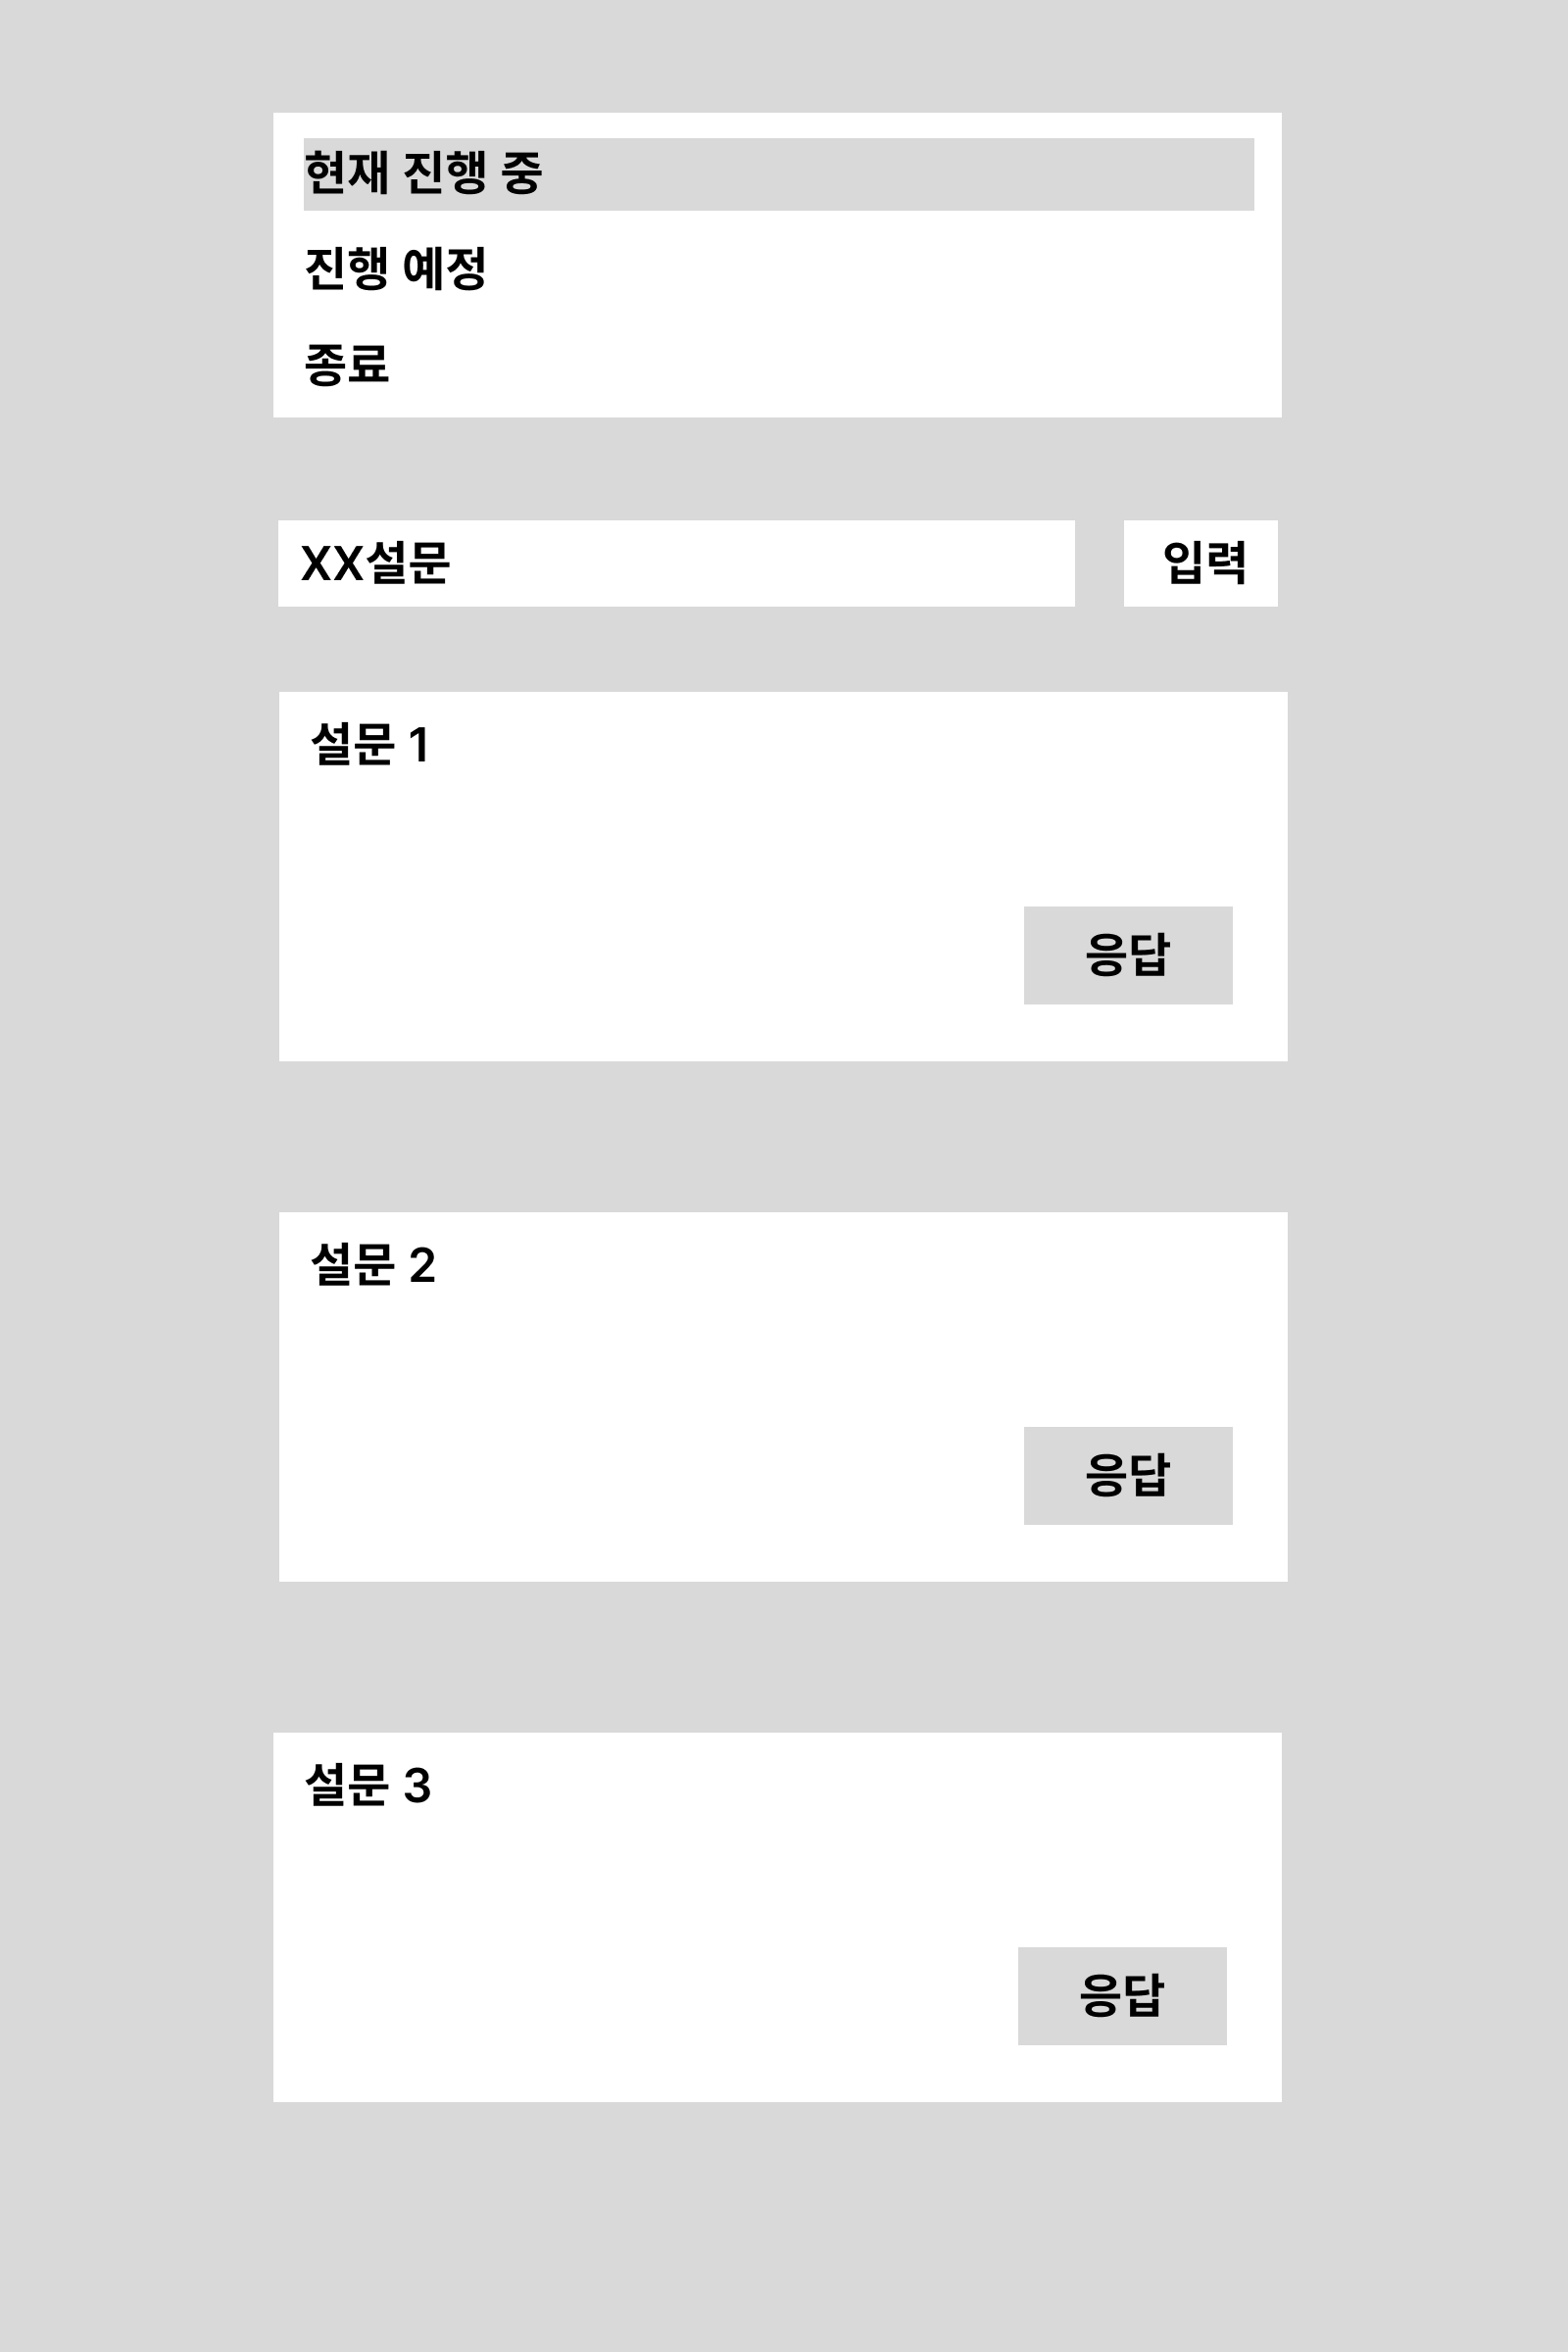 현재 진행 중
진행 예정
종료
XX설문
입력
설문 1
응답
설문 2
응답
설문 3
응답